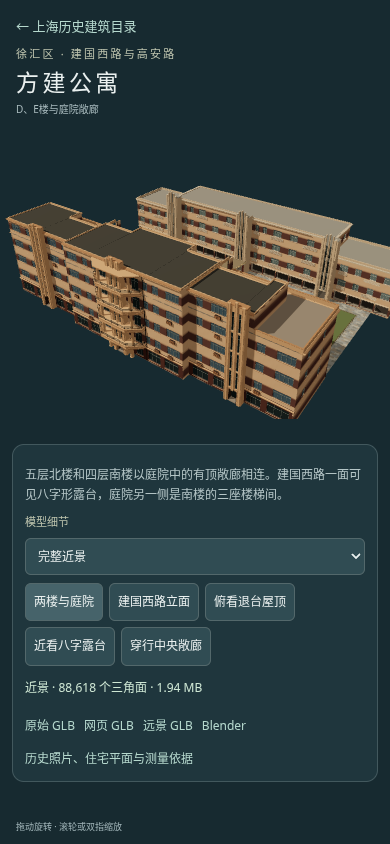 ← 上海历史建筑目录
徐汇区 · 建国西路与高安路
方建公寓
D、E楼与庭院敞廊
五层北楼和四层南楼以庭院中的有顶敞廊相连。建国西路一面可
见八字形露台，庭院另一侧是南楼的三座楼梯间。
模型细节
完整近景
两楼与庭院 建国西路立面 俯看退台屋顶
近看八字露台 穿行中央敞廊
近景 · 88,618 个三角面 · 1.94 MB
原始 GLB 网页 GLB 远景 GLB Blender
历史照片、住宅平面与测量依据
拖动旋转 · 滚轮或双指缩放